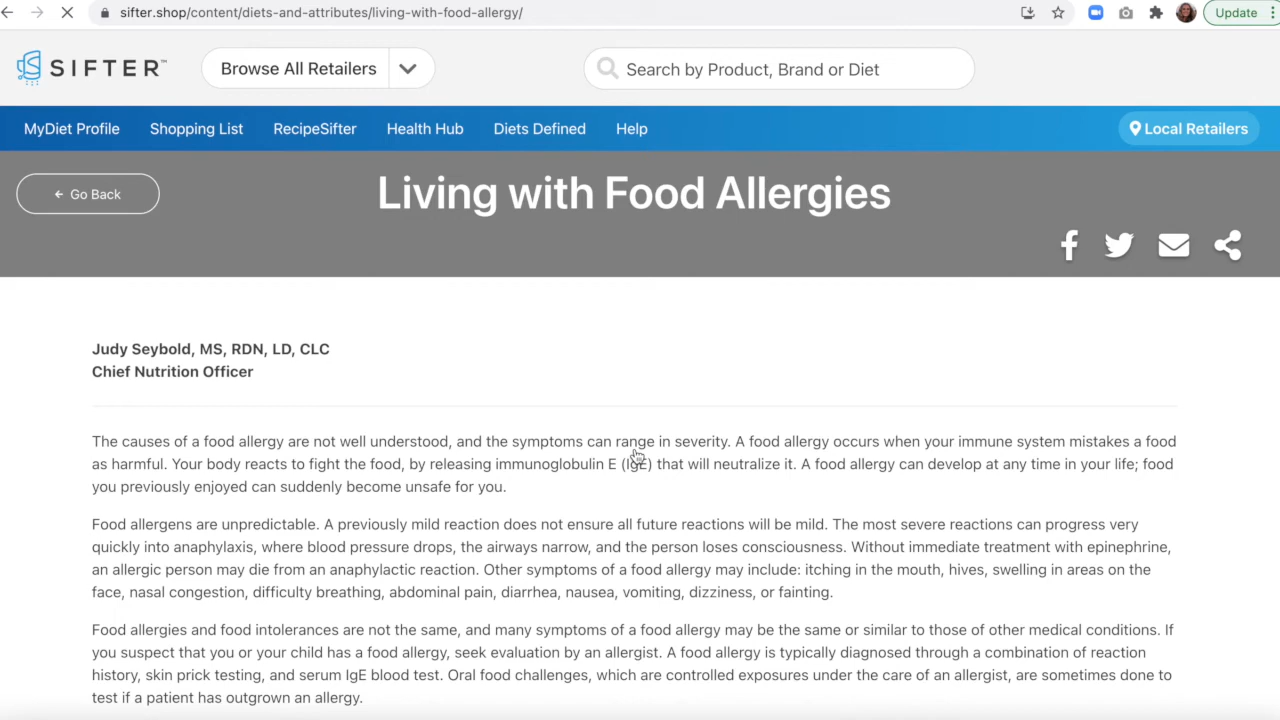 sifter.shop/content/diets-and-attributes/living-with-food-allergy/
Update
SIFTER™
Browse All Retailers
Search by Product, Brand or Diet
MyDiet Profile
Shopping List
RecipeSifter
Health Hub
Diets Defined
Help
Local Retailers
← Go Back
Living with Food Allergies
Judy Seybold, MS, RDN, LD, CLC
Chief Nutrition Officer
The causes of a food allergy are not well understood, and the symptoms can range in severity. A food allergy occurs when your immune system mistakes a food
as harmful. Your body reacts to fight the food, by releasing immunoglobulin E (IgE) that will neutralize it. A food allergy can develop at any time in your life; food
you previously enjoyed can suddenly become unsafe for you.
Food allergens are unpredictable. A previously mild reaction does not ensure all future reactions will be mild. The most severe reactions can progress very
quickly into anaphylaxis, where blood pressure drops, the airways narrow, and the person loses consciousness. Without immediate treatment with epinephrine,
an allergic person may die from an anaphylactic reaction. Other symptoms of a food allergy may include: itching in the mouth, hives, swelling in areas on the
face, nasal congestion, difficulty breathing, abdominal pain, diarrhea, nausea, vomiting, dizziness, or fainting.
Food allergies and food intolerances are not the same, and many symptoms of a food allergy may be the same or similar to those of other medical conditions. If
you suspect that you or your child has a food allergy, seek evaluation by an allergist. A food allergy is typically diagnosed through a combination of reaction
history, skin prick testing, and serum IgE blood test. Oral food challenges, which are controlled exposures under the care of an allergist, are sometimes done to
test if a patient has outgrown an allergy.